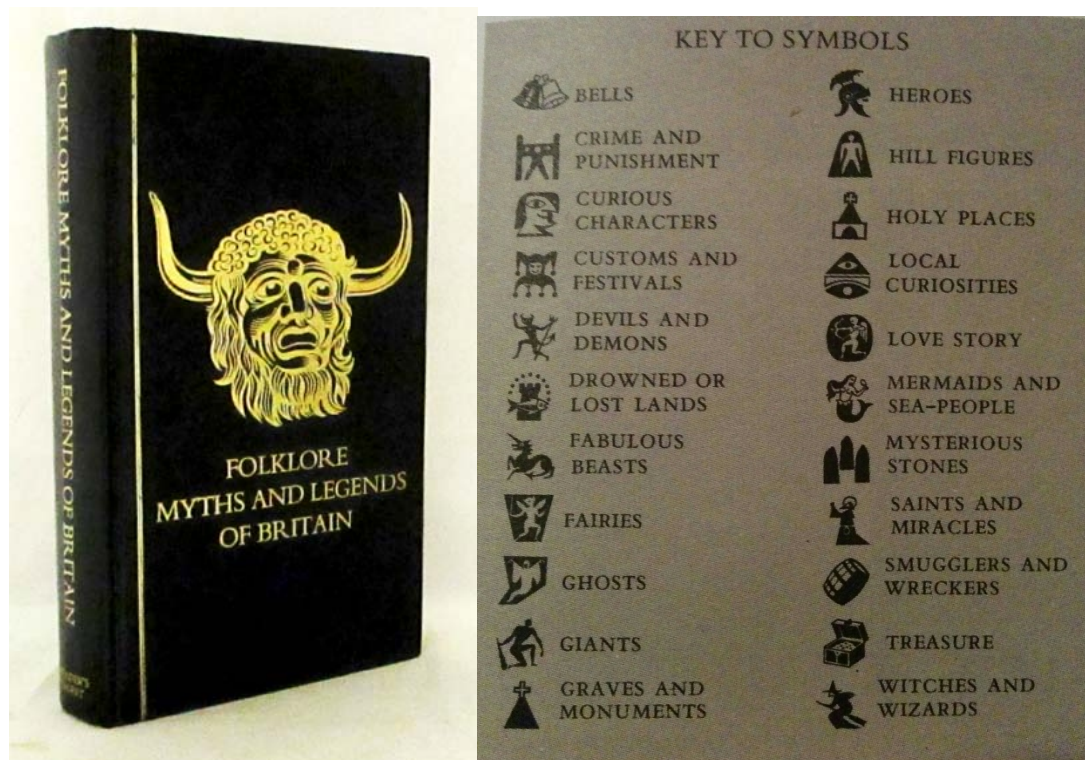 FOLKLORE MYTHS AND LEGENDS OF BRITAIN
FOLKLORE
MYTHS AND LEGENDS
OF BRITAIN
KEY TO SYMBOLS
BELLS
CRIME AND
PUNISHMENT
CURIOUS
CHARACTERS
CUSTOMS AND
FESTIVALS
DEVILS AND
DEMONS
DROWNED OR
LOST LANDS
FABULOUS
BEASTS
FAIRIES
GHOSTS
GIANTS
GRAVES AND
MONUMENTS
HEROES
HILL FIGURES
HOLY PLACES
LOCAL
CURIOSITIES
LOVE STORY
MERMAIDS AND
SEA-PEOPLE
MYSTERIOUS
STONES
SAINTS AND
MIRACLES
SMUGGLERS AND
WRECKERS
TREASURE
WITCHES AND
WIZARDS